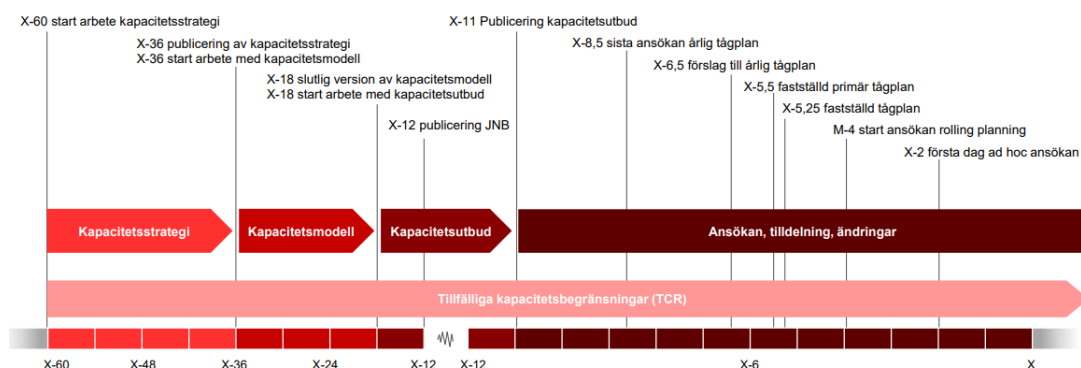 X-60 start arbete kapacitetsstrategi
X-11 Publicering kapacitetsutbud
X-36 publicering av kapacitetsstrategi
X-36 start arbete med kapacitetsmodell
X-8,5 sista ansökan årlig tågplan
X-6,5 förslag till årlig tågplan
X-18 slutlig version av kapacitetsmodell
X-18 start arbete med kapacitetsutbud
X-5,5 fastställd primär tågplan
X-5,25 fastställd tågplan
X-12 publicering JNB
M-4 start ansökan rolling planning
X-2 första dag ad hoc ansökan
Kapacitetsstrategi
Kapacitetsmodell
Kapacitetsutbud
Ansökan, tilldelning, ändringar
Tillfälliga kapacitetsbegränsningar (TCR)
X-60 X-48 X-36 X-24 X-12 X-12 X-6 X